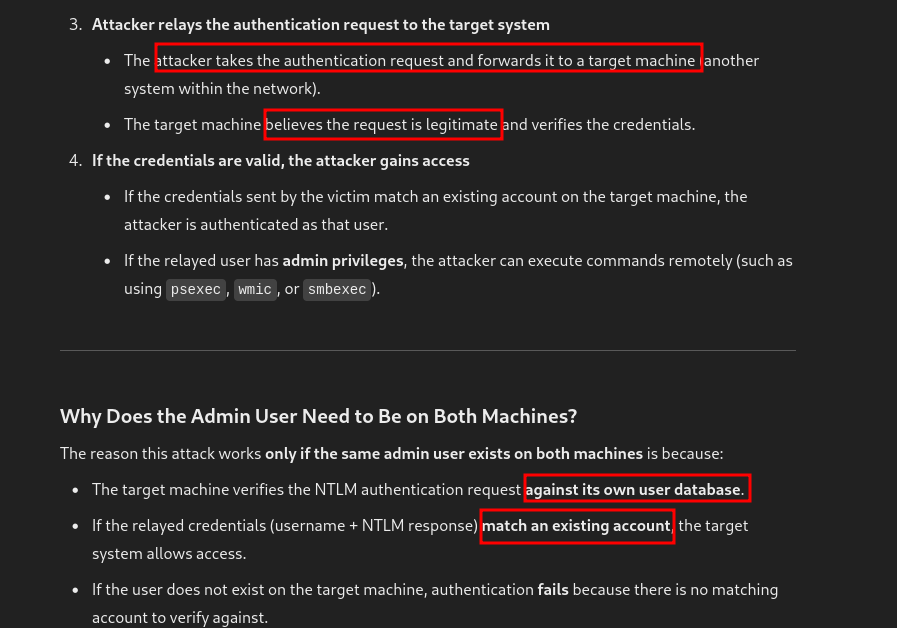 3. Attacker relays the authentication request to the target system
• The attacker takes the authentication request and forwards it to a target machine (another
system within the network).
• The target machine believes the request is legitimate and verifies the credentials.
4. If the credentials are valid, the attacker gains access
• If the credentials sent by the victim match an existing account on the target machine, the
attacker is authenticated as that user.
• If the relayed user has admin privileges, the attacker can execute commands remotely (such as
using psexec, wmic, or smbexec).
Why Does the Admin User Need to Be on Both Machines?
The reason this attack works only if the same admin user exists on both machines is because:
• The target machine verifies the NTLM authentication request against its own user database.
• If the relayed credentials (username + NTLM response) match an existing account, the target
system allows access.
• If the user does not exist on the target machine, authentication fails because there is no matching
account to verify against.